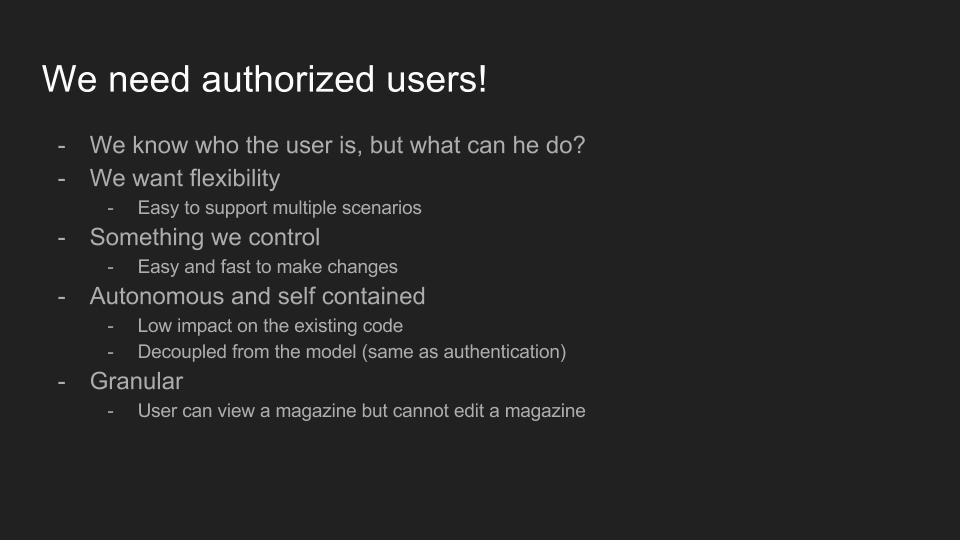 We need authorized users!
- We know who the user is, but what can he do?
- We want flexibility
- Easy to support multiple scenarios
- Something we control
- Easy and fast to make changes
- Autonomous and self contained
- Low impact on the existing code
- Decoupled from the model (same as authentication)
- Granular
- User can view a magazine but cannot edit a magazine